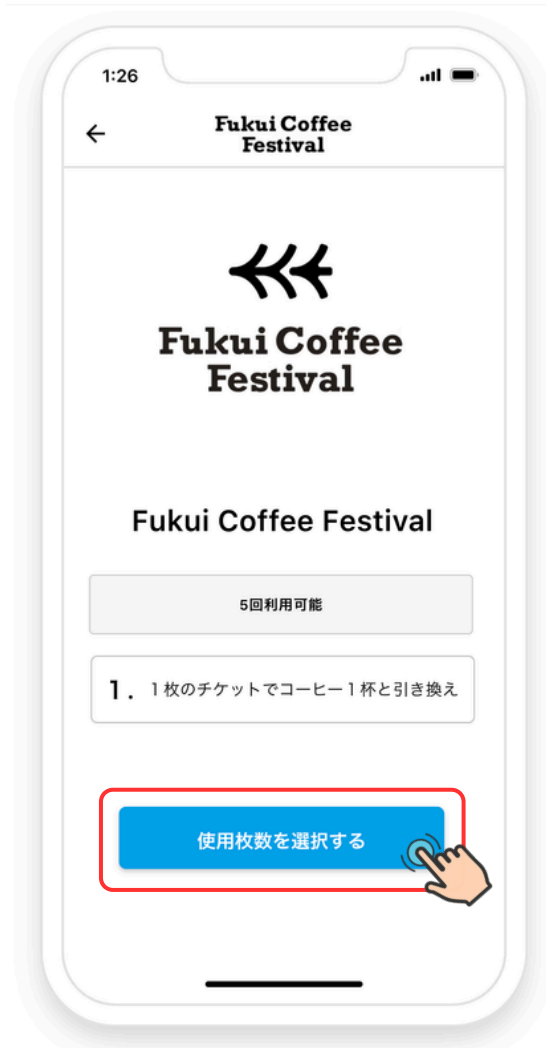 1:26
Fukui Coffee
Festival
Fukui Coffee
Festival
Fukui Coffee Festival
5回利用可能
1. 1枚のチケットでコーヒー1杯と引き換え
使用枚数を選択する